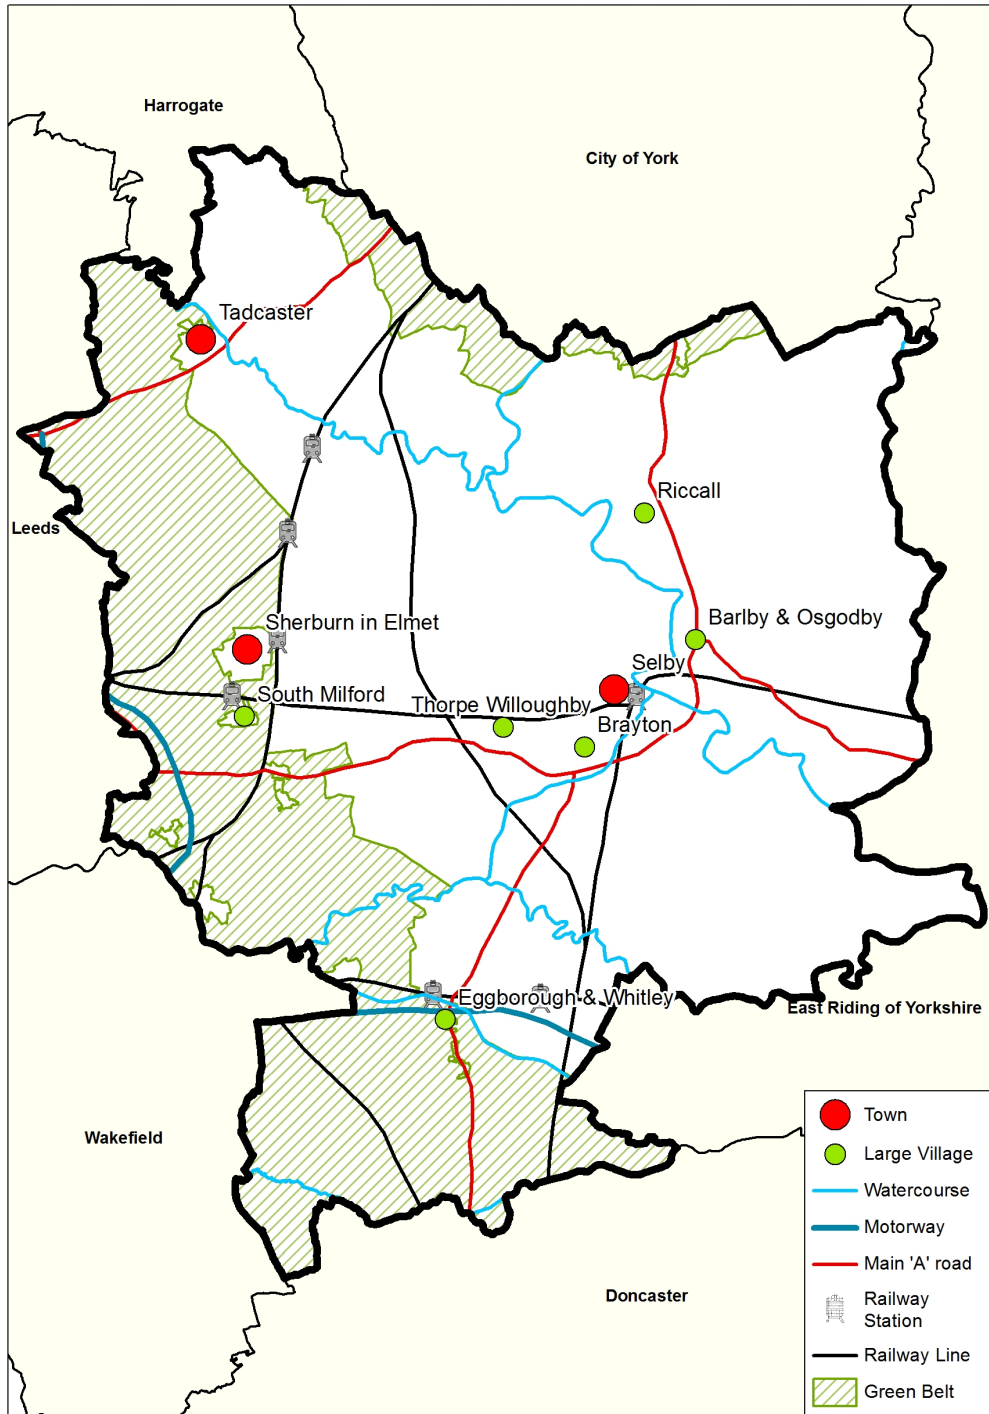 Harrogate
City of York
Tadcaster
Riccall
Leeds
Sherburn in Elmet
Barlby & Osgodby
Selby
South Milford
Thorpe Willoughby
Brayton
Eggborough & Whitley
East Riding of Yorkshire
Wakefield
Doncaster
Town
Large Village
Watercourse
Motorway
Main 'A' road
Railway
Station
Railway Line
Green Belt